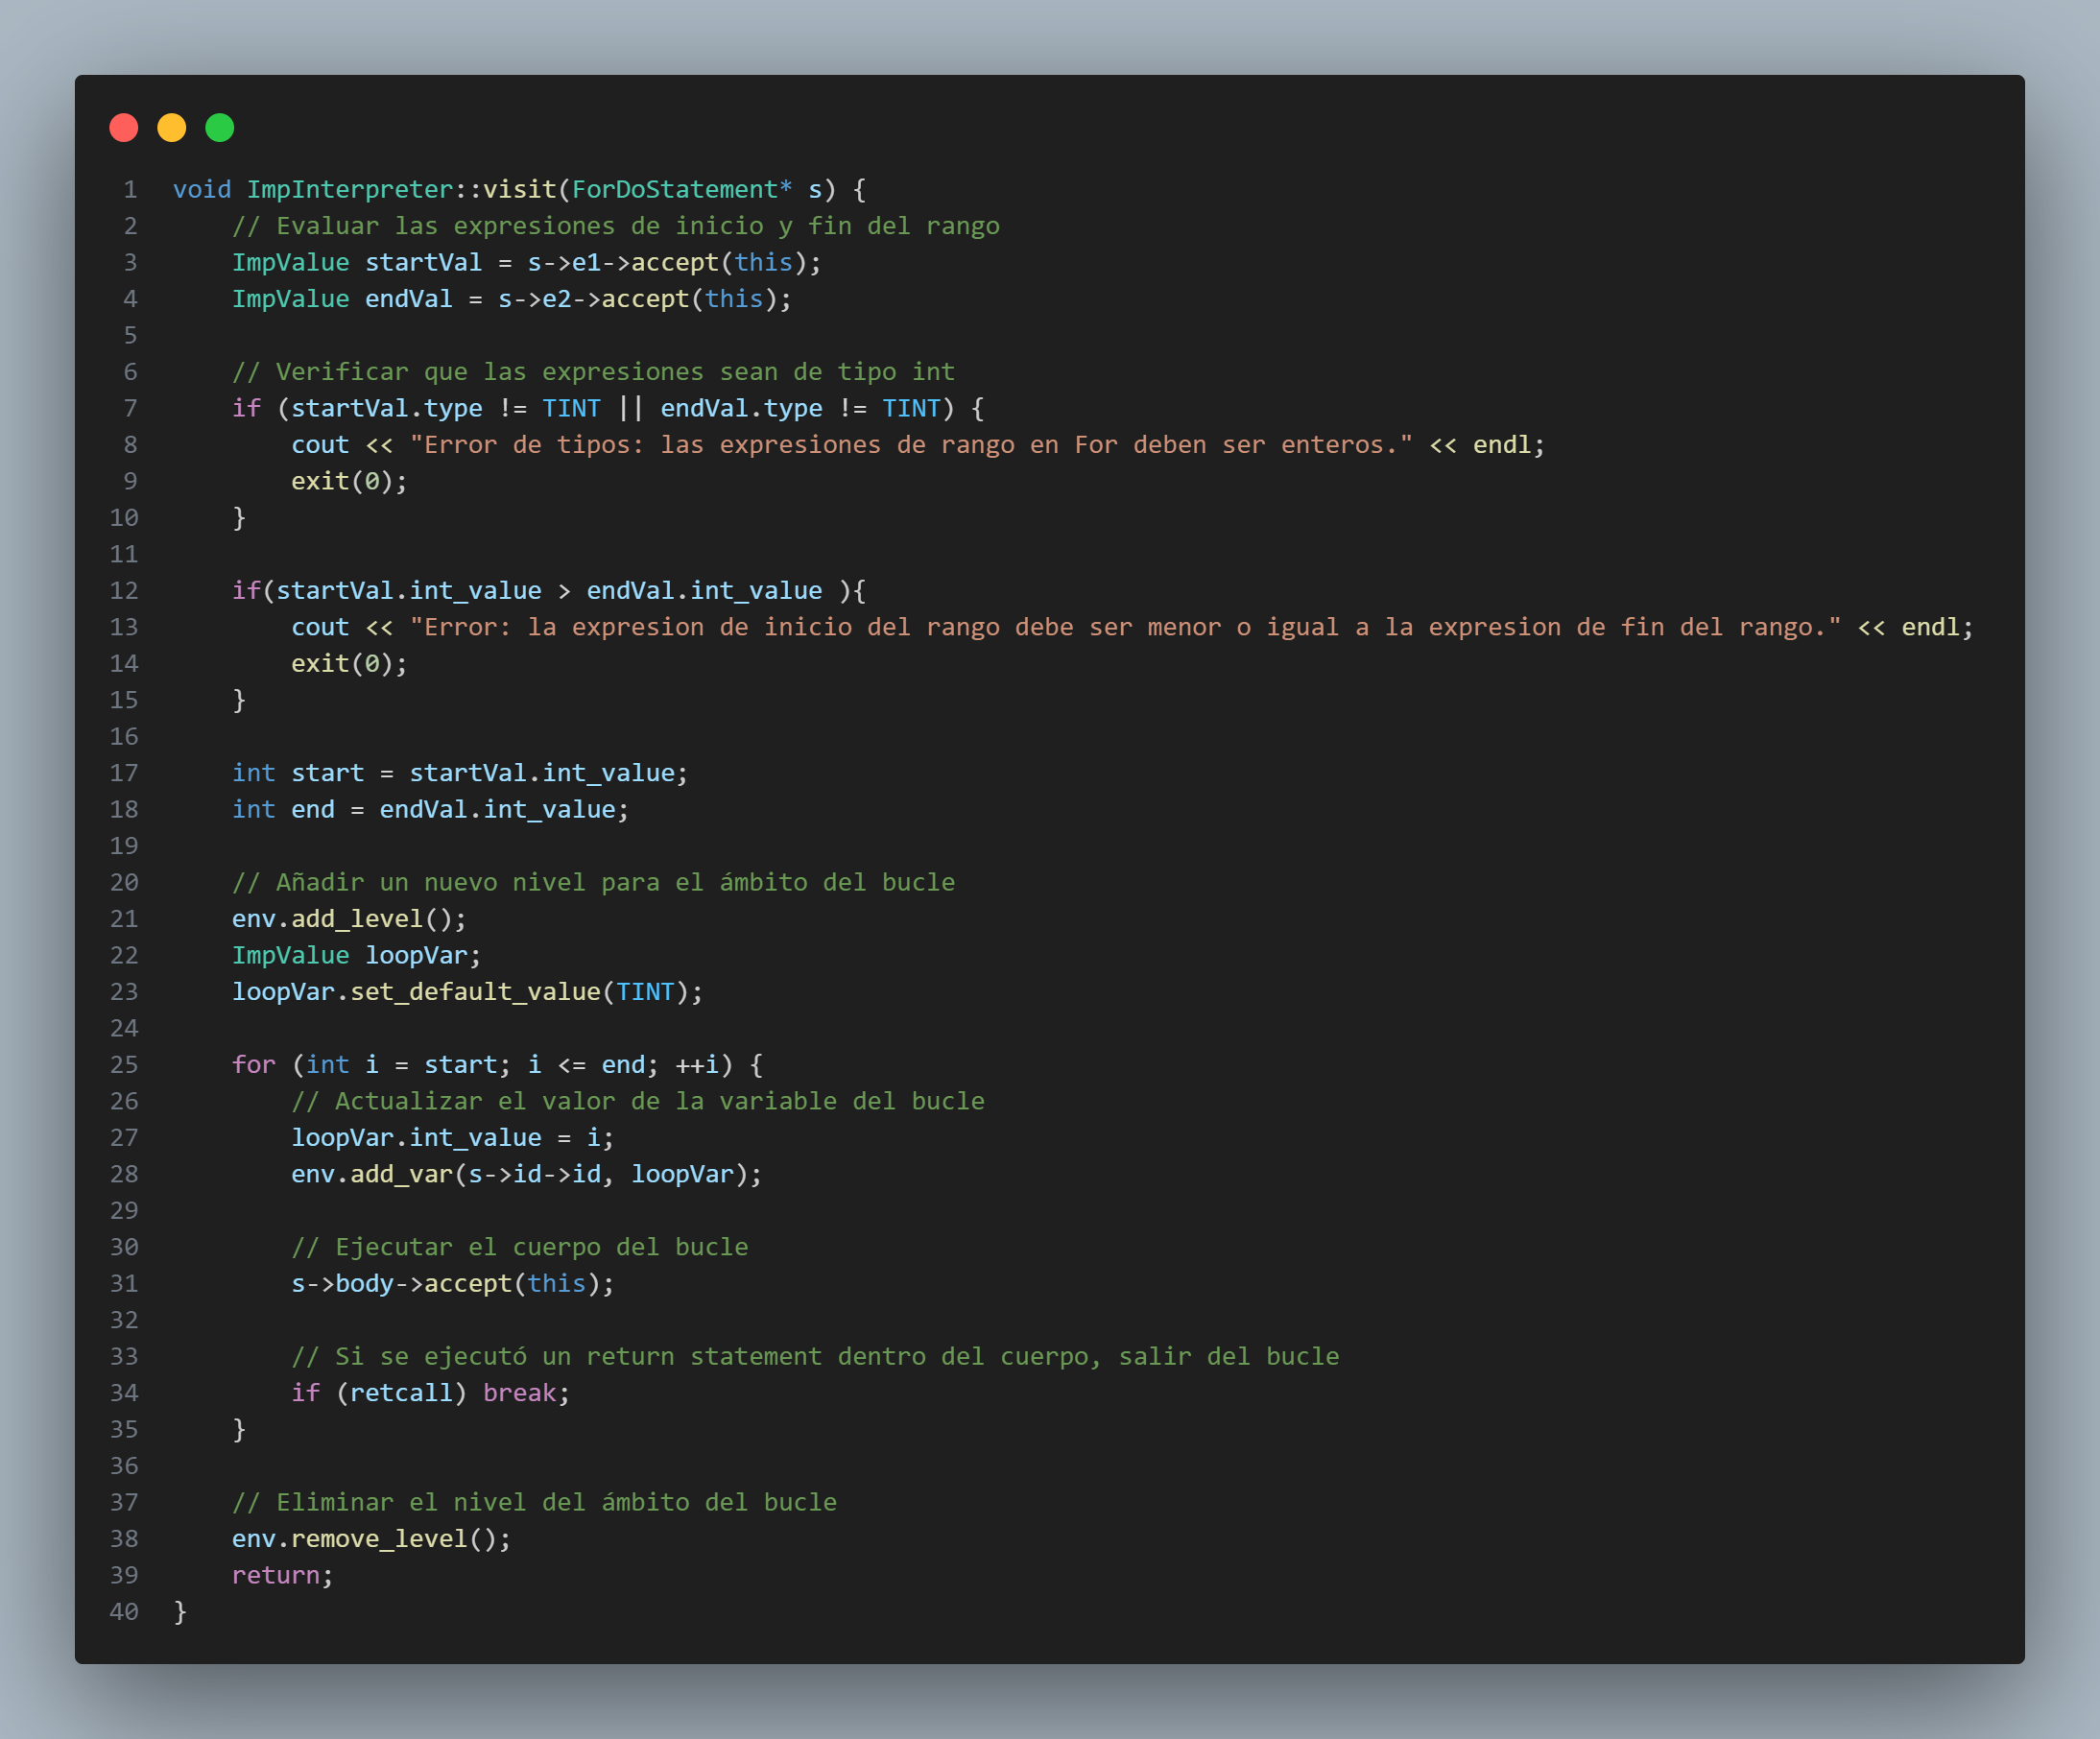 1 void ImpInterpreter::visit(ForDoStatement* s) {
2     // Evaluar las expresiones de inicio y fin del rango
3     ImpValue startVal = s->e1->accept(this);
4     ImpValue endVal = s->e2->accept(this);
5
6     // Verificar que las expresiones sean de tipo int
7     if (startVal.type != TINT || endVal.type != TINT) {
8         cout << "Error de tipos: las expresiones de rango en For deben ser enteros." << endl;
9         exit(0);
10     }
11
12     if(startVal.int_value > endVal.int_value ){
13         cout << "Error: la expresion de inicio del rango debe ser menor o igual a la expresion de fin del rango." << endl;
14         exit(0);
15     }
16
17     int start = startVal.int_value;
18     int end = endVal.int_value;
19
20     // Añadir un nuevo nivel para el ámbito del bucle
21     env.add_level();
22     ImpValue loopVar;
23     loopVar.set_default_value(TINT);
24
25     for (int i = start; i <= end; ++i) {
26         // Actualizar el valor de la variable del bucle
27         loopVar.int_value = i;
28         env.add_var(s->id->id, loopVar);
29
30         // Ejecutar el cuerpo del bucle
31         s->body->accept(this);
32
33         // Si se ejecutó un return statement dentro del cuerpo, salir del bucle
34         if (retcall) break;
35     }
36
37     // Eliminar el nivel del ámbito del bucle
38     env.remove_level();
39     return;
40 }